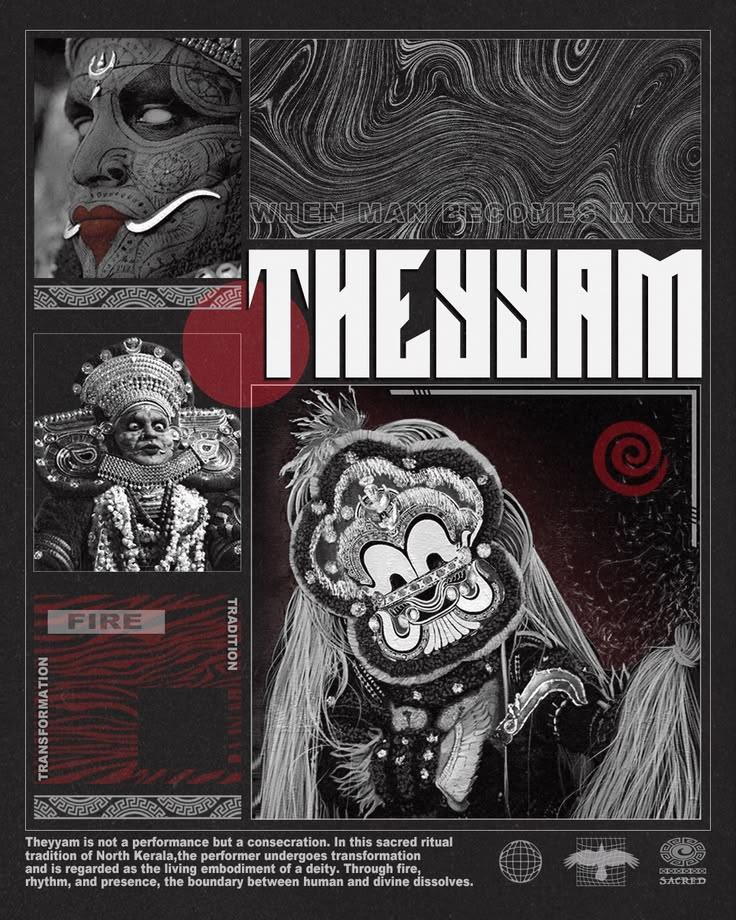 WHEN MAN BECOMES MYTH
THEYYAM
FIRE
TRADITION
TRANSFORMATION
Theyyam is not a performance but a consecration. In this sacred ritual
tradition of North Kerala,the performer undergoes transformation
and is regarded as the living embodiment of a deity. Through fire,
rhythm, and presence, the boundary between human and divine dissolves.
SACRED